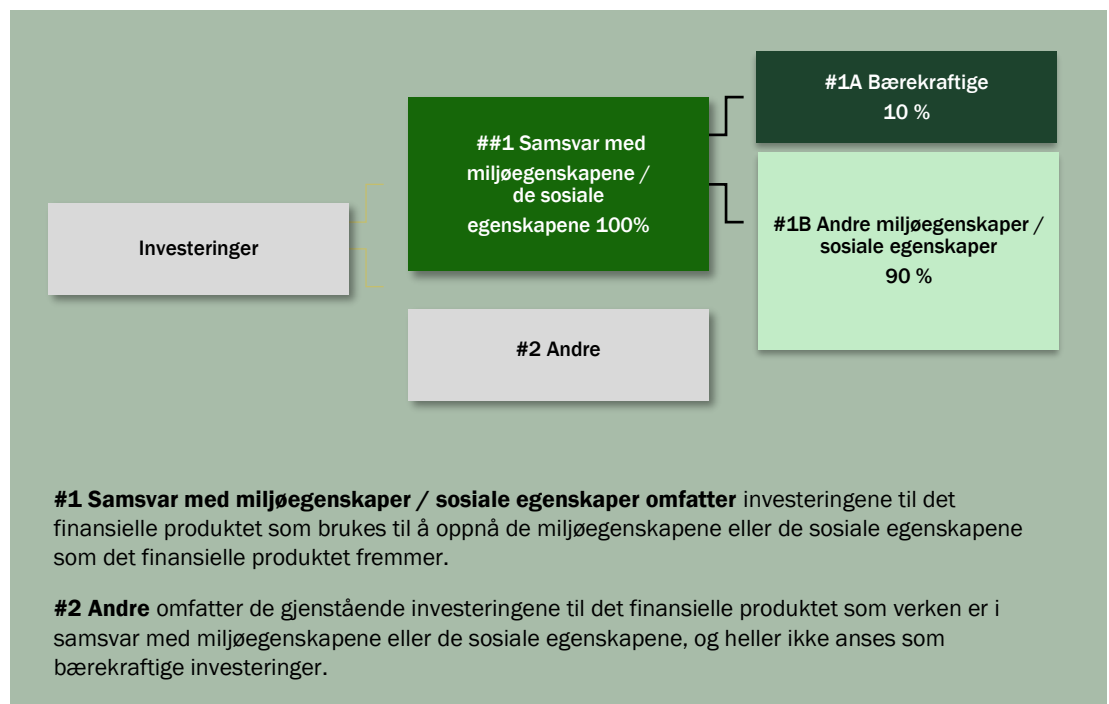 #1A Bærekraftige
10 %
##1 Samsvar med
miljøegenskapene /
de sosiale
egenskapene 100%
#1B Andre miljøegenskaper /
sosiale egenskaper
90 %
Investeringer
#2 Andre
#1 Samsvar med miljøegenskaper / sosiale egenskaper omfatter investeringene til det
finansielle produktet som brukes til å oppnå de miljøegenskapene eller de sosiale egenskapene
som det finansielle produktet fremmer.
#2 Andre omfatter de gjenstående investeringene til det finansielle produktet som verken er i
samsvar med miljøegenskapene eller de sosiale egenskapene, og heller ikke anses som
bærekraftige investeringer.